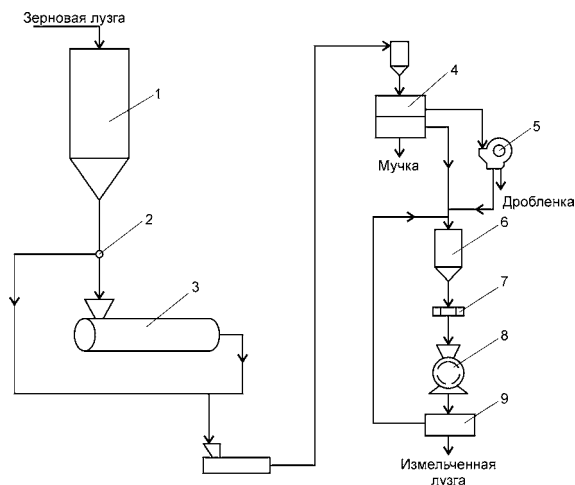 Зерновая лузга
1
2
3
4
5
Мучка
Дробленка
6
7
8
9
Измельченная
лузга